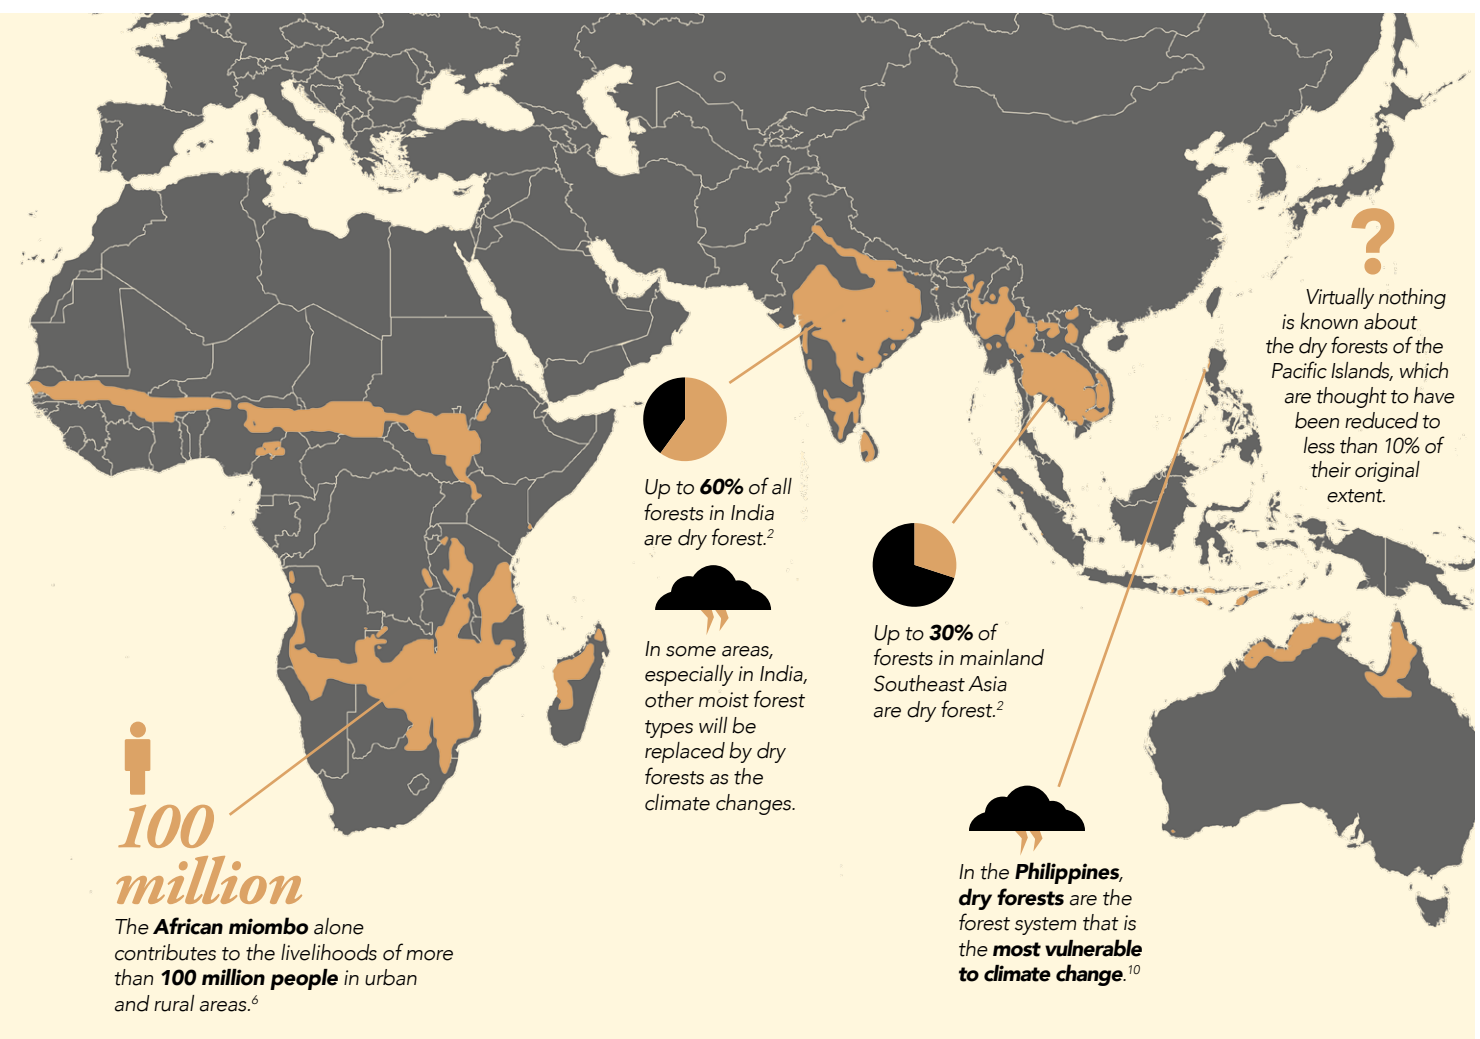 ?
Virtually nothing
is known about
the dry forests of the
Pacific Islands, which
are thought to have
been reduced to
less than 10% of
their original
extent.
Up to 60% of all
forests in India
are dry forest.2
In some areas,
especially in India,
other moist forest
types will be
replaced by dry
forests as the
climate changes.
Up to 30% of
forests in mainland
Southeast Asia
are dry forest.2
100
million
The African miombo alone
contributes to the livelihoods of more
than 100 million people in urban
and rural areas.6
In the Philippines,
dry forests are the
forest system that is
the most vulnerable
to climate change.10